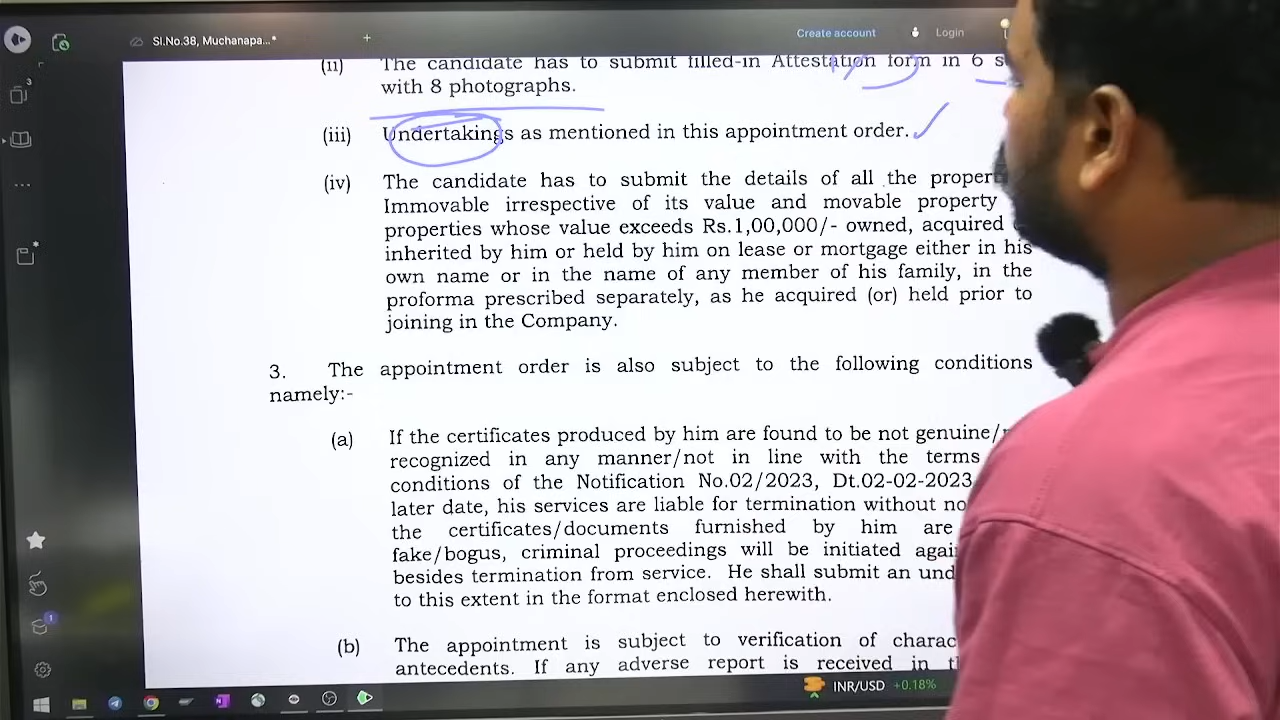 Sl.No.38, Muchanapa...*
+
Create account
Login
3
(ii) The candidate has to submit filled-in Attestation form in 6
with 8 photographs.
(iii) Undertakings as mentioned in this appointment order.
(iv) The candidate has to submit the details of all the
Immovable irrespective of its value and movable property
properties whose value exceeds Rs.1,00,000/- owned, acquired
inherited by him or held by him on lease or mortgage either in his
own name or in the name of any member of his family, in the
proforma prescribed separately, as he acquired (or) held prior to
joining in the Company.
3. The appointment order is also subject to the following conditions
namely:-
(a) If the certificates produced by him are found to be not genuine/
recognized in any manner/not in line with the terms
conditions of the Notification No.02/2023, Dt.02-02-2023
later date, his services are liable for termination without
the certificates/documents furnished by him are
fake/bogus, criminal proceedings will be initiated
besides termination from service. He shall submit an
to this extent in the format enclosed herewith.
(b) The appointment is subject to verification of
antecedents. If any adverse report is received in
1
INR/USD +0.18%